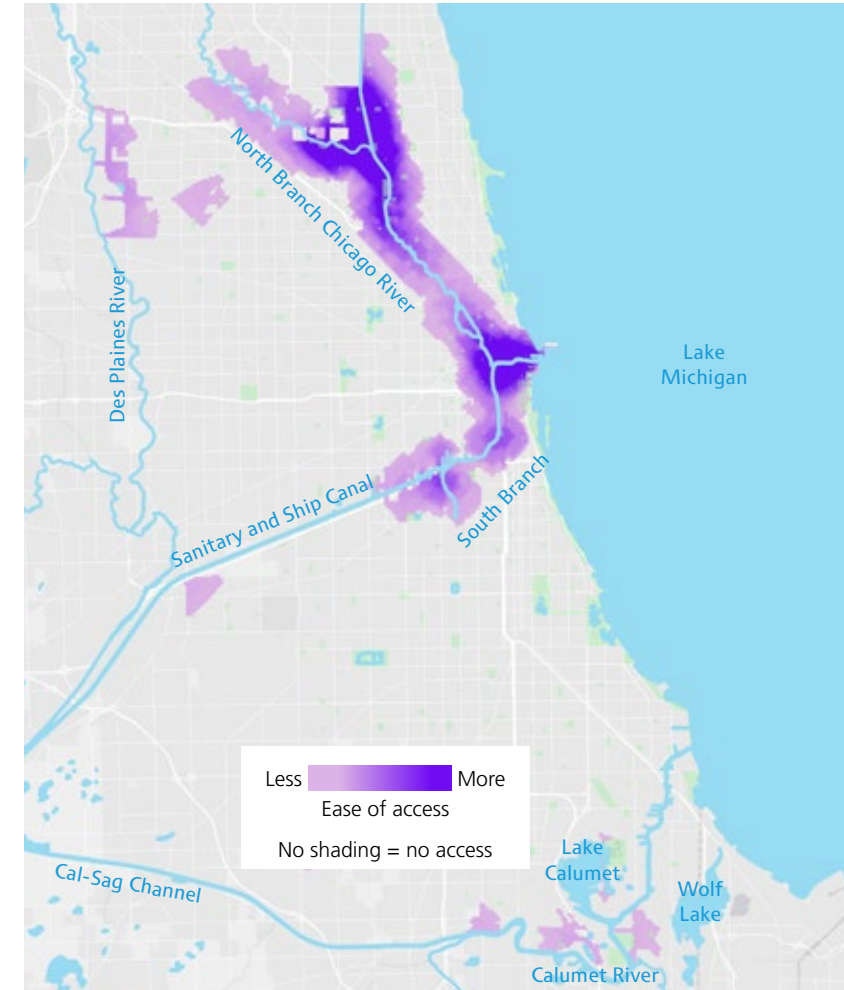 North Branch Chicago River
Des Plaines River
Lake
Michigan
Sanitary and Ship Canal
South Branch
Less
More
Ease of access
No shading = no access
Lake
Calumet
Cal-Sag Channel
Wolf
Lake
Calumet River